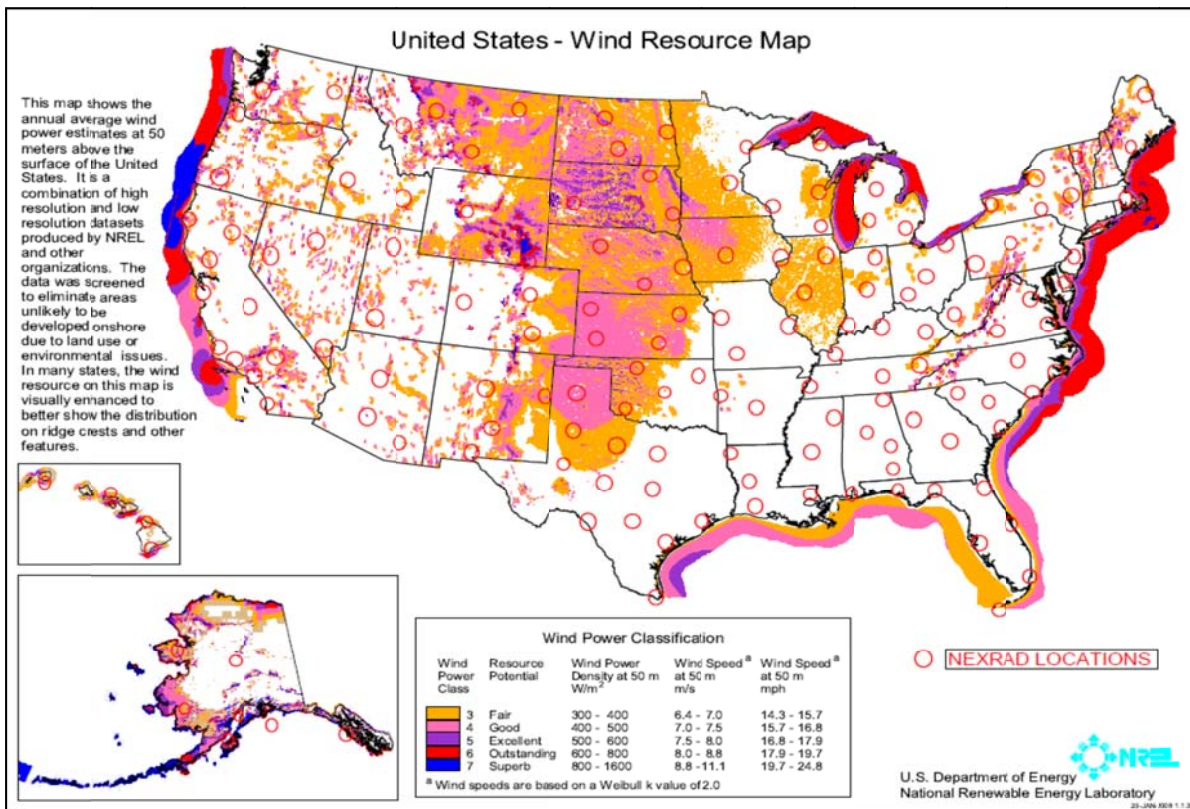 United States - Wind Resource Map
This map shows the
annual average wind
power estimates at 50
meters above the
surface of the United
States. It is a
combination of high
resolution and low
resolution datasets
produced by NREL
and other
organizations. The
data was screened
to eliminate areas
unlikely to be
developed onshore
due to land use or
environmental issues.
In many states, the wind
resource on this map is
visually enhanced to
better show the distribution
on ridge crests and other
features.
Wind Power Classification
Wind Resource Wind Power Wind Speed a Wind Speed a
Power Potential Density at 50 m at 50 m at 50 m
Class W/m2 m/s mph
3 Fair 300 - 400 6.4 - 7.0 14.3 - 15.7
4 Good 400 - 500 7.0 - 7.5 15.7 - 16.8
5 Excellent 500 - 600 7.5 - 8.0 16.8 - 17.9
6 Outstanding 600 - 800 8.0 - 8.8 17.9 - 19.7
7 Superb 800 - 1600 8.8 - 11.1 19.7 - 24.8
a Wind speeds are based on a Weibull k value of 2.0
NEXRAD LOCATIONS
NREL
U.S. Department of Energy
National Renewable Energy Laboratory